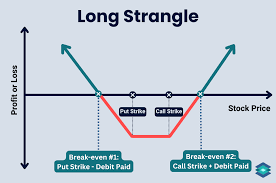 Long Strangle
Profit or Loss
Put Strike
Call Strike
Stock Price
Break-even #1:
Put Strike - Debit Paid
Break-even #2:
Call Strike + Debit Paid